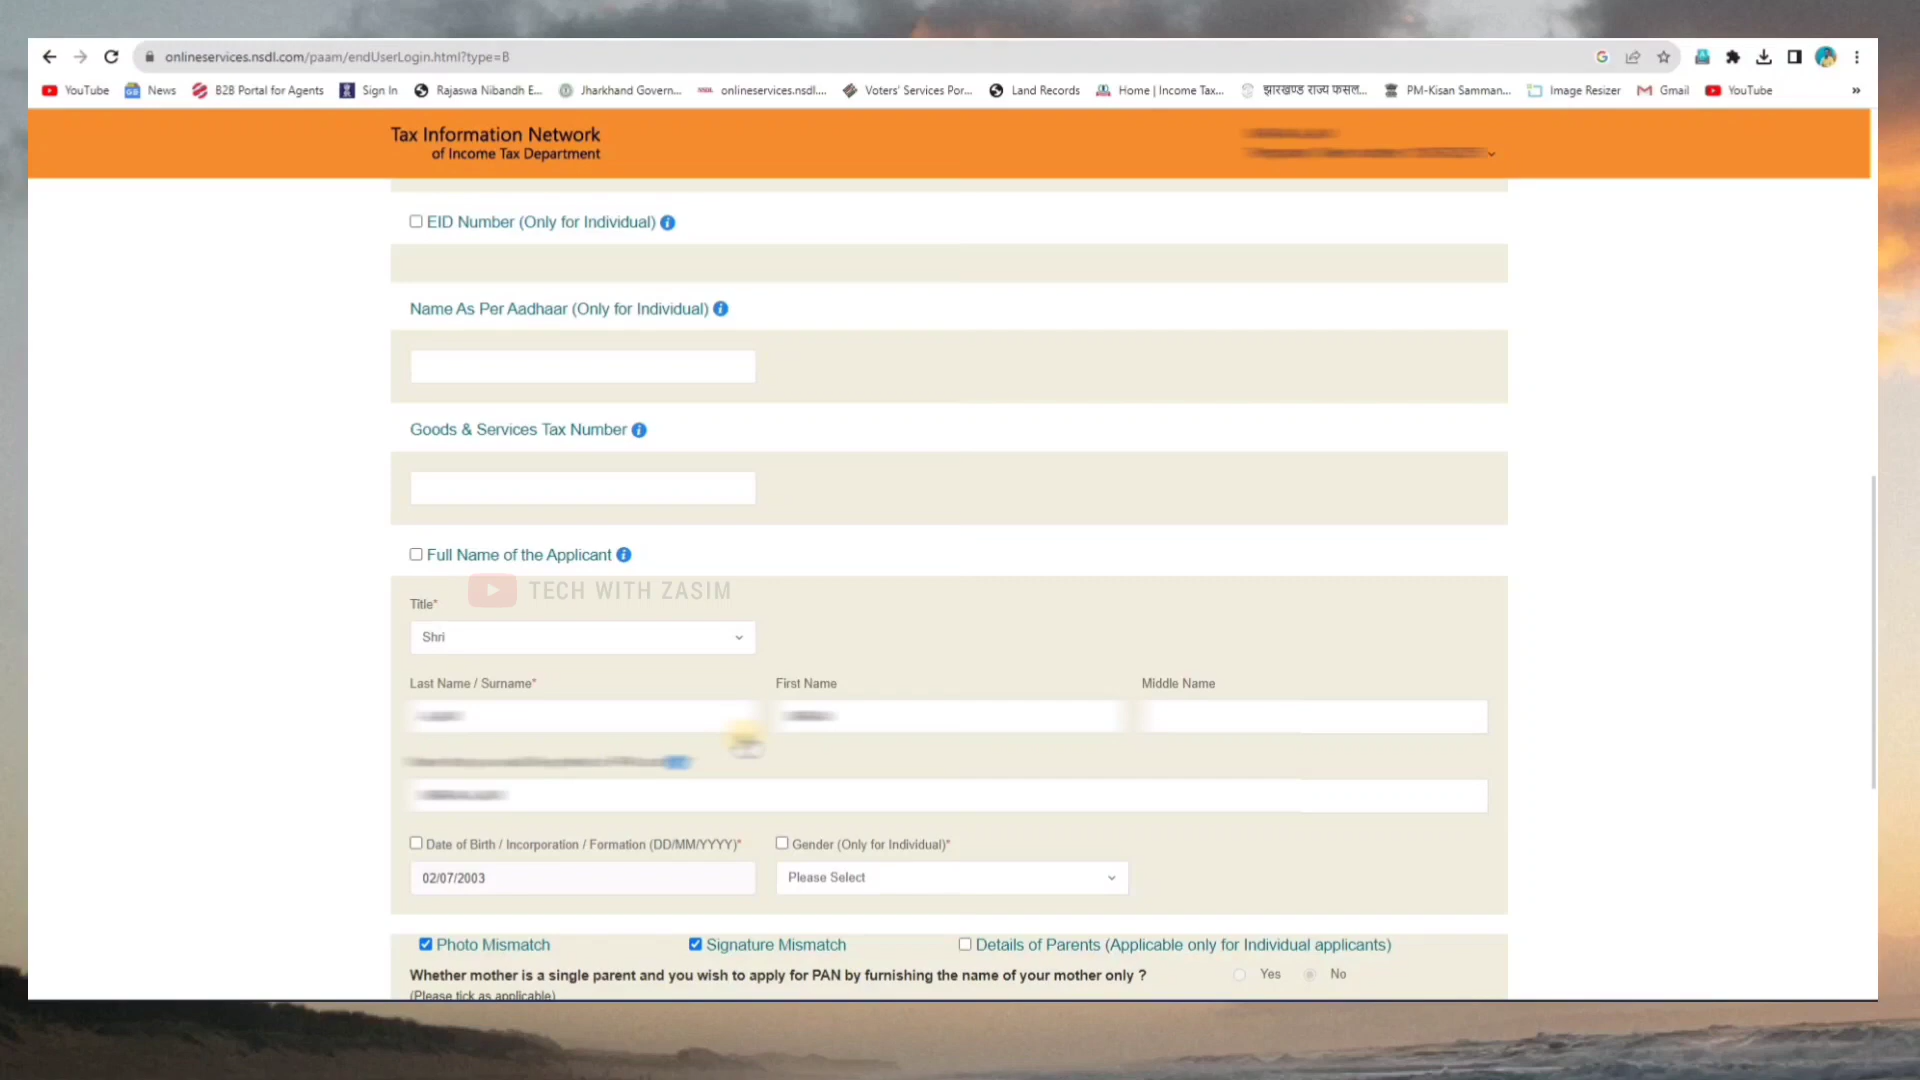 onlineservices.nsdl.com/paam/endUserLogin.html?type=B
YouTube News B2B Portal for Agents Sign In Rajaswa Nibandh E... Jharkhand Govern... onlineservices.nsdl.... Voters' Services Por... Land Records Home | Income Tax... झारखण्ड राज्य फसल... PM-Kisan Samman... Image Resizer Gmail YouTube »
Tax Information Network
of Income Tax Department
EID Number (Only for Individual)
Name As Per Aadhaar (Only for Individual)
Goods & Services Tax Number
Full Name of the Applicant
TECH WITH ZASIM
Title*
Shri
Last Name / Surname* First Name Middle Name
Date of Birth / Incorporation / Formation (DD/MM/YYYY)* Gender (Only for Individual)*
02/07/2003 Please Select
Photo Mismatch Signature Mismatch Details of Parents (Applicable only for Individual applicants)
Whether mother is a single parent and you wish to apply for PAN by furnishing the name of your mother only ? Yes No
(Please tick as applicable)